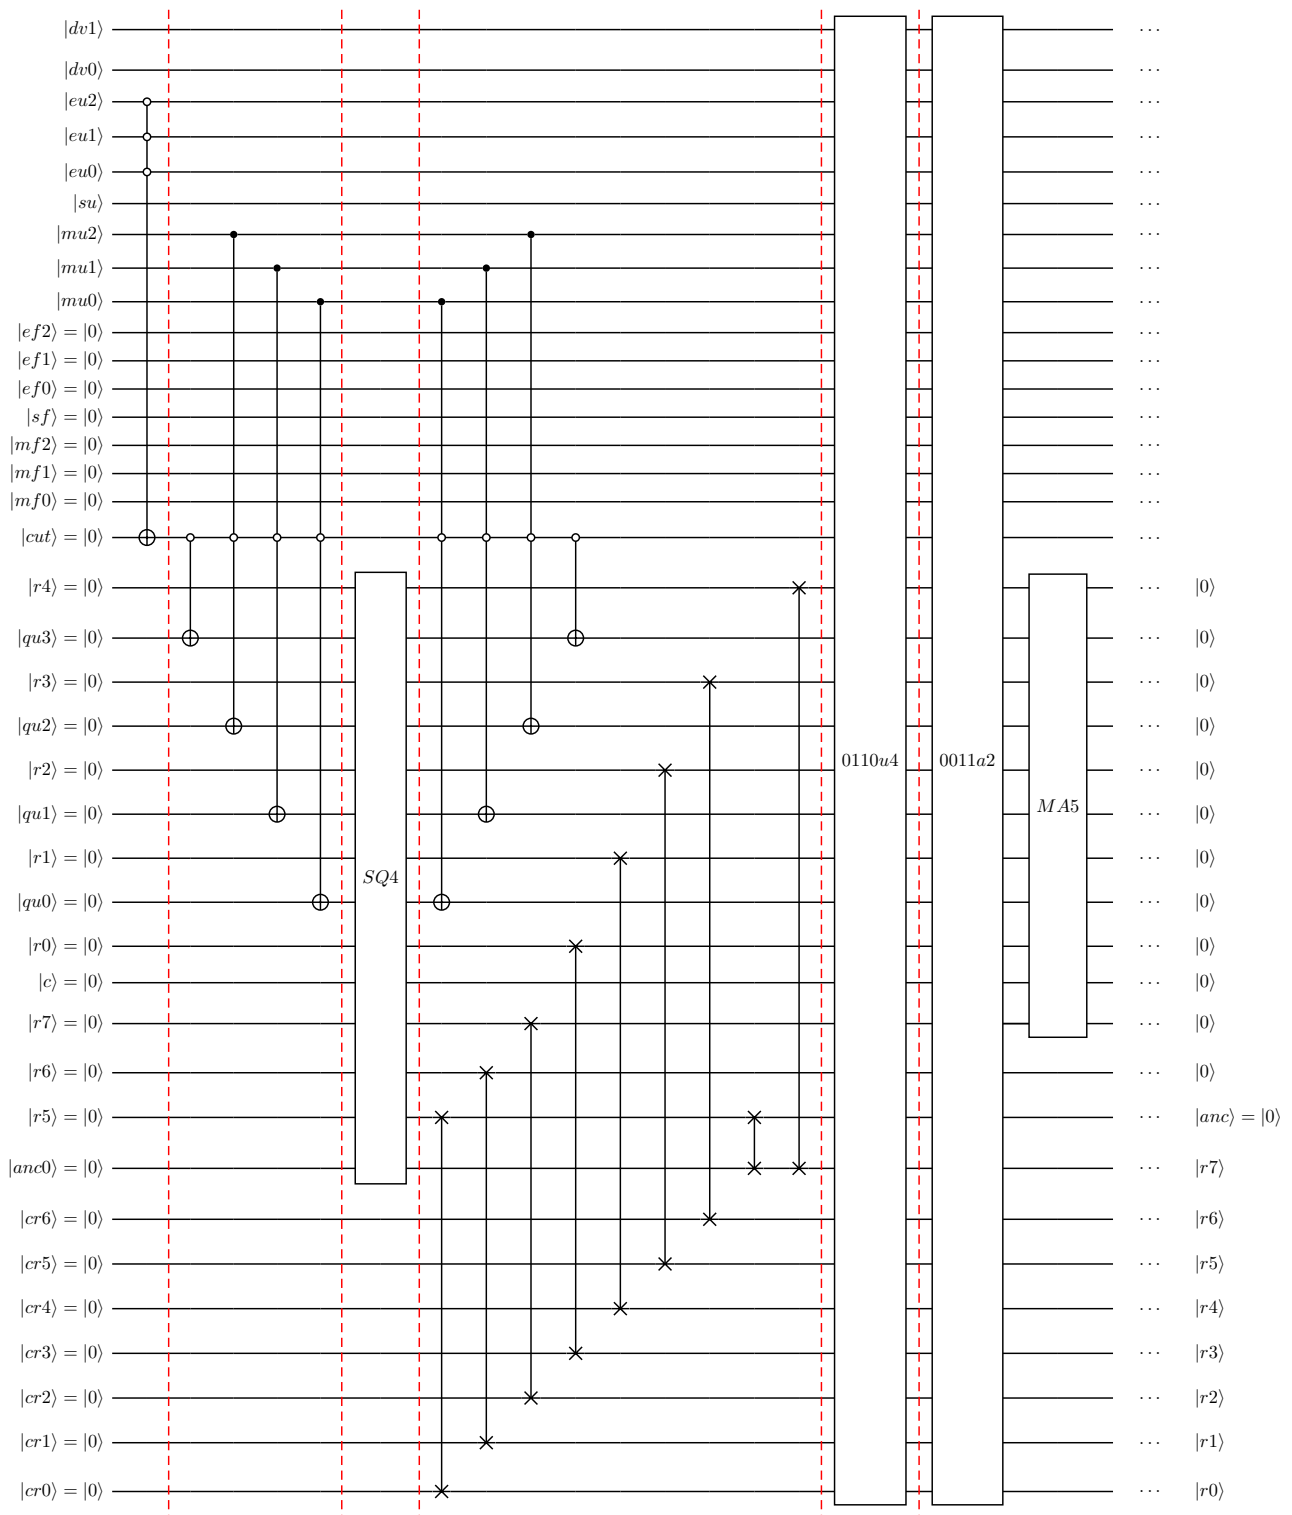 |dv1⟩ ...
|dv0⟩ ...
|eu2⟩ ...
|eu1⟩ ...
|eu0⟩ ...
|su⟩ ...
|mu2⟩ ...
|mu1⟩ ...
|mu0⟩ ...
|ef2⟩ = |0⟩ ...
|ef1⟩ = |0⟩ ...
|ef0⟩ = |0⟩ ...
|sf⟩ = |0⟩ ...
|mf2⟩ = |0⟩ ...
|mf1⟩ = |0⟩ ...
|mf0⟩ = |0⟩ ...
|cut⟩ = |0⟩ ...
|r4⟩ = |0⟩ ... |0⟩
|qu3⟩ = |0⟩ ... |0⟩
|r3⟩ = |0⟩ ... |0⟩
|qu2⟩ = |0⟩ ... |0⟩
0110u4 0011a2
|r2⟩ = |0⟩ ... |0⟩
MA5
|qu1⟩ = |0⟩ ... |0⟩
|r1⟩ = |0⟩ ... |0⟩
SQ4
|qu0⟩ = |0⟩ ... |0⟩
|r0⟩ = |0⟩ ... |0⟩
|c⟩ = |0⟩ ... |0⟩
|r7⟩ = |0⟩ ... |0⟩
|r6⟩ = |0⟩ ... |0⟩
|r5⟩ = |0⟩ ... |anc⟩ = |0⟩
|anc0⟩ = |0⟩ ... |r7⟩
|cr6⟩ = |0⟩ ... |r6⟩
|cr5⟩ = |0⟩ ... |r5⟩
|cr4⟩ = |0⟩ ... |r4⟩
|cr3⟩ = |0⟩ ... |r3⟩
|cr2⟩ = |0⟩ ... |r2⟩
|cr1⟩ = |0⟩ ... |r1⟩
|cr0⟩ = |0⟩ ... |r0⟩